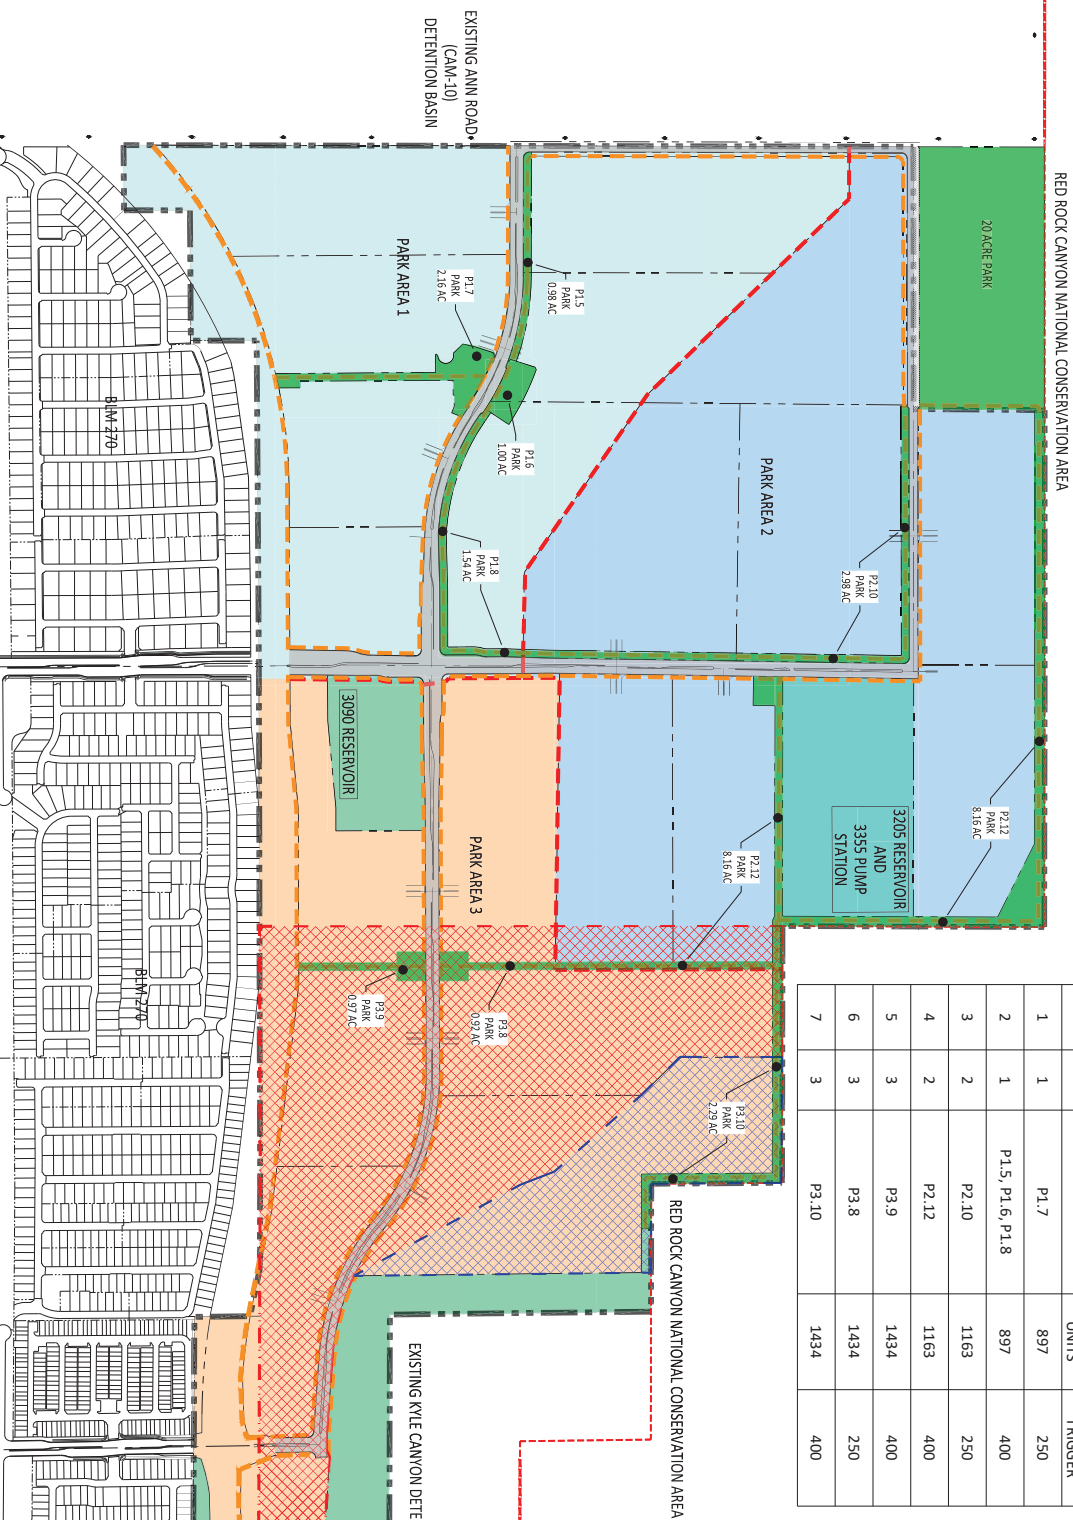 RED ROCK CANYON NATIONAL CONSERVATION AREA
20 ACRE PARK
EXISTING ANN ROAD
(CAM-10)
DETENTION BASIN
PARK AREA 1
P1.7
PARK
2.16 AC
P1.5
PARK
0.98 AC
P1.6
PARK
1.00 AC
P1.8
PARK
1.54 AC
PARK AREA 2
P2.10
PARK
2.98 AC
P2.12
PARK
8.16 AC
3205 RESERVOIR
AND
3355 PUMP
STATION
P2.12
PARK
8.16 AC
3090 RESERVOIR
PARK AREA 3
P3.9
PARK
0.97 AC
P3.8
PARK
0.92 AC
P3.10
PARK
2.29 AC
BLM 270
BLM 270
RED ROCK CANYON NATIONAL CONSERVATION AREA
EXISTING KYLE CANYON DETE
UNITS TRIGGER
1 1 P1.7 897 250
2 1 P1.5, P1.6, P1.8 897 400
3 2 P2.10 1163 250
4 2 P2.12 1163 400
5 3 P3.9 1434 400
6 3 P3.8 1434 250
7 3 P3.10 1434 400